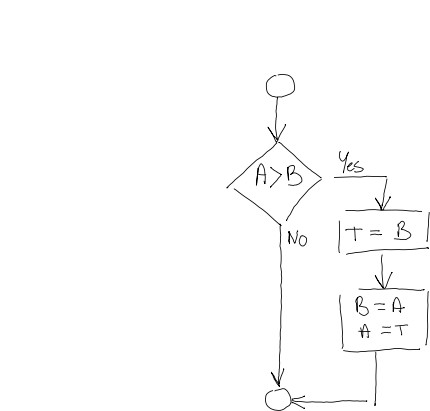 Yes
A>B
T = B
No
B = A
A = T